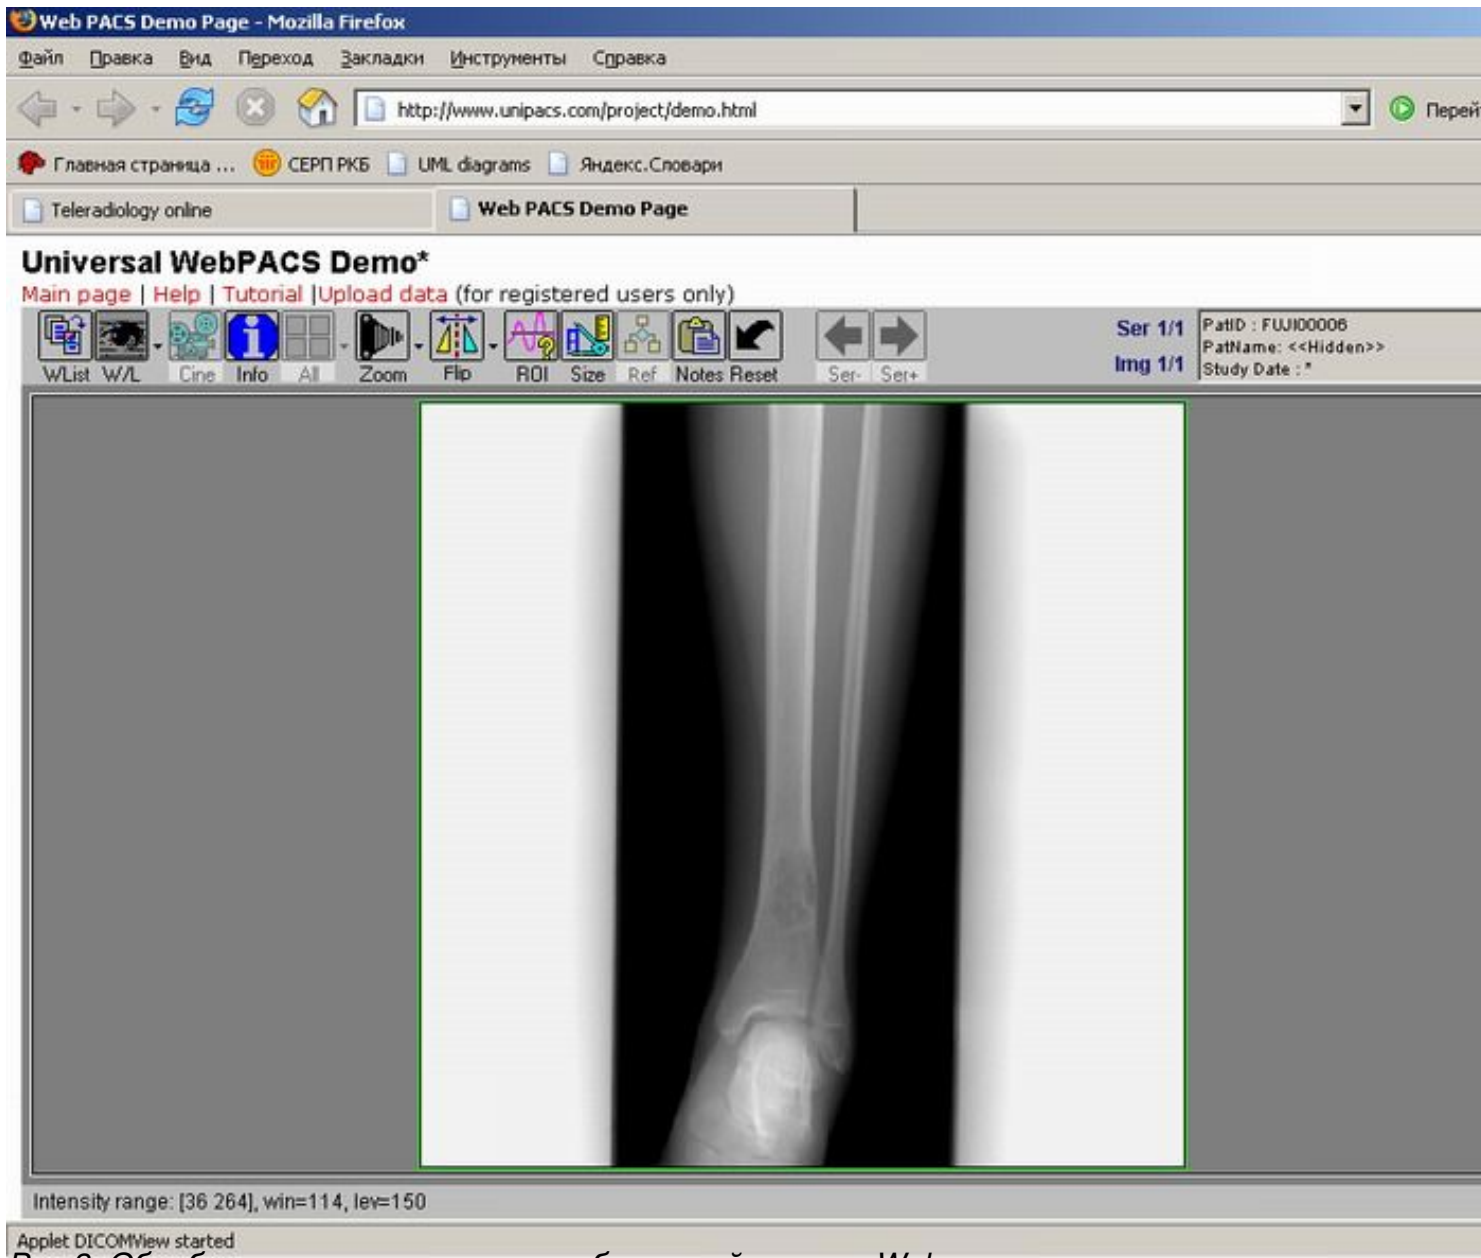 Web PACS Demo Page - Mozilla Firefox
Файл Правка Вид Переход Закладки Инструменты Справка
http://www.unipacs.com/project/demo.html Перей
Главная страница ... СЕРП РКБ UML diagrams Яндекс.Словари
Teleradiology online Web PACS Demo Page
Universal WebPACS Demo*
Main page | Help | Tutorial |Upload data (for registered users only)
WList W/L Cine Info All Zoom Flip ROI Size Ref Notes Reset Ser- Ser+
Ser 1/1
Img 1/1
PatID : FUJI00006
PatName: <<Hidden>>
Study Date : *
Intensity range: [36 264], win=114, lev=150
Applet DICOMView started